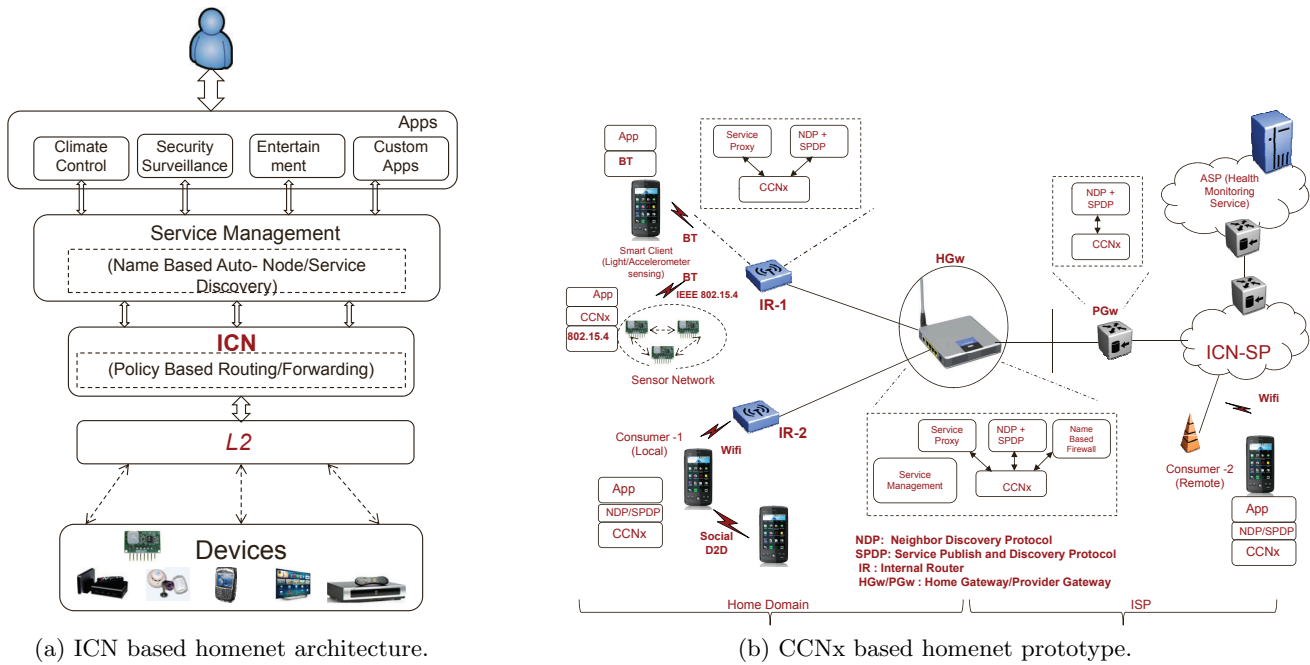 Apps
Climate
Control
Security
Surveillance
Entertain
ment
Custom
Apps
Service Management
(Name Based Auto- Node/Service
Discovery)
ICN
(Policy Based Routing/Forwarding)
L2
Devices
(a) ICN based homenet architecture.
App
BT
Service
Proxy
NDP +
SPDP
CCNx
BT
Smart Client
(Light/Accelerometer
sensing)
BT
IEEE 802.15.4
IR-1
App
CCNx
802.15.4
Sensor Network
HGw
NDP +
SPDP
CCNx
PGw
ASP (Health
Monitoring
Service)
ICN-SP
Wifi
Consumer -1
(Local)
Wifi
IR-2
App
NDP/SPDP
CCNx
Social
D2D
Service
Proxy
NDP +
SPDP
Name
Based
Firewall
Service
Management
CCNx
Consumer -2
(Remote)
App
NDP/SPDP
CCNx
NDP: Neighbor Discovery Protocol
SPDP: Service Publish and Discovery Protocol
IR : Internal Router
HGw/PGw : Home Gateway/Provider Gateway
Home Domain
ISP
(b) CCNx based homenet prototype.